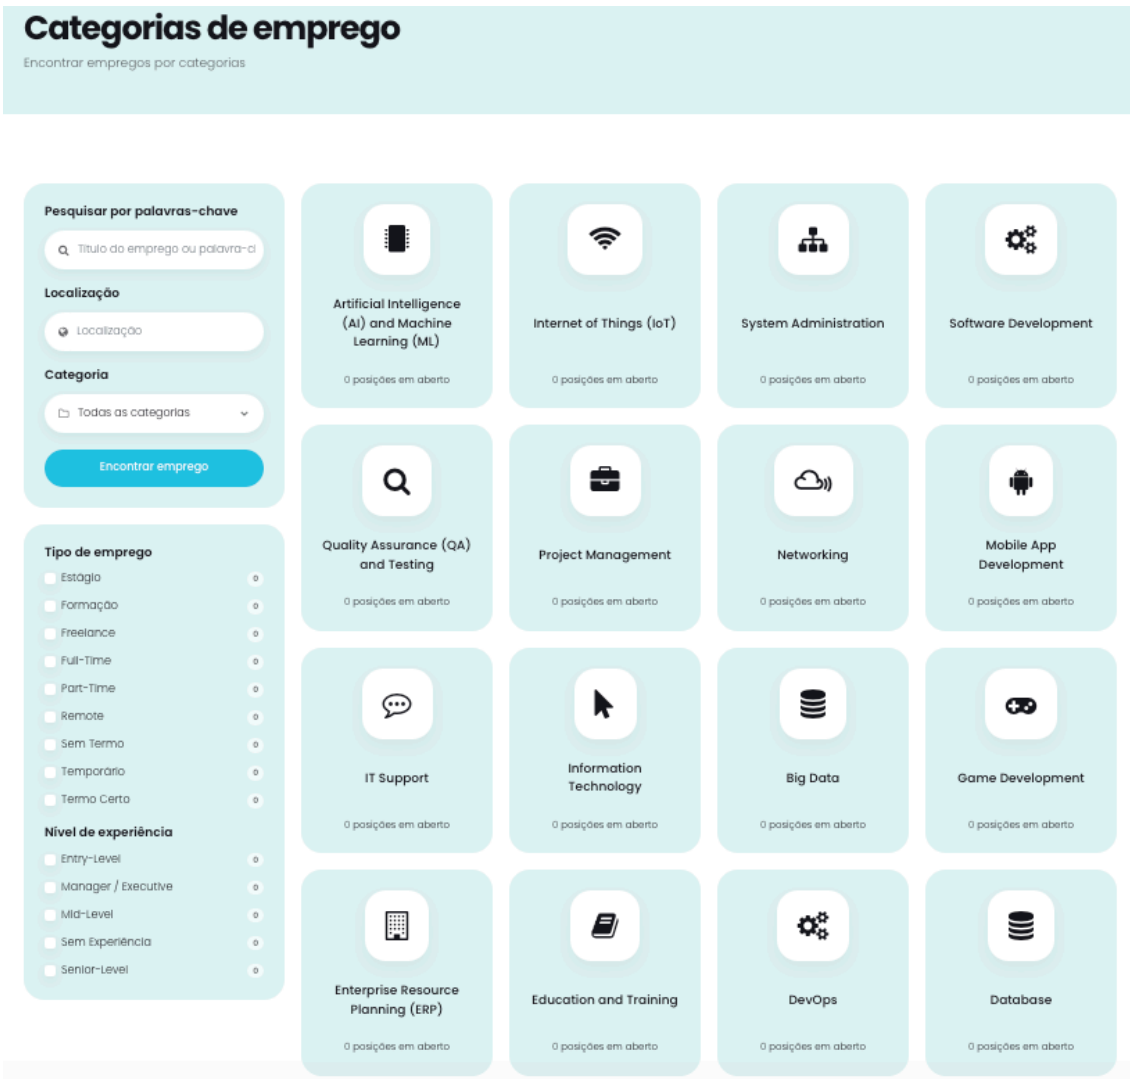 Categorias de emprego
Encontrar empregos por categorias
Pesquisar por palavras-chave
Título do emprego ou palavra-cl
Localização
Localização
Categoria
Todas as categorias
Encontrar emprego
Tipo de emprego
Estágio 0
Formação 0
Freelance 0
Full-Time 0
Part-Time 0
Remote 0
Sem Termo 0
Temporário 0
Termo Certo 0
Nível de experiência
Entry-Level 0
Manager / Executive 0
Mid-Level 0
Sem Experiência 0
Senior-Level 0
Artificial Intelligence
(AI) and Machine
Learning (ML)
0 posições em aberto
Internet of Things (IoT)
0 posições em aberto
System Administration
0 posições em aberto
Software Development
0 posições em aberto
Quality Assurance (QA)
and Testing
0 posições em aberto
Project Management
0 posições em aberto
Networking
0 posições em aberto
Mobile App
Development
0 posições em aberto
IT Support
0 posições em aberto
Information
Technology
0 posições em aberto
Big Data
0 posições em aberto
Game Development
0 posições em aberto
Enterprise Resource
Planning (ERP)
0 posições em aberto
Education and Training
0 posições em aberto
DevOps
0 posições em aberto
Database
0 posições em aberto